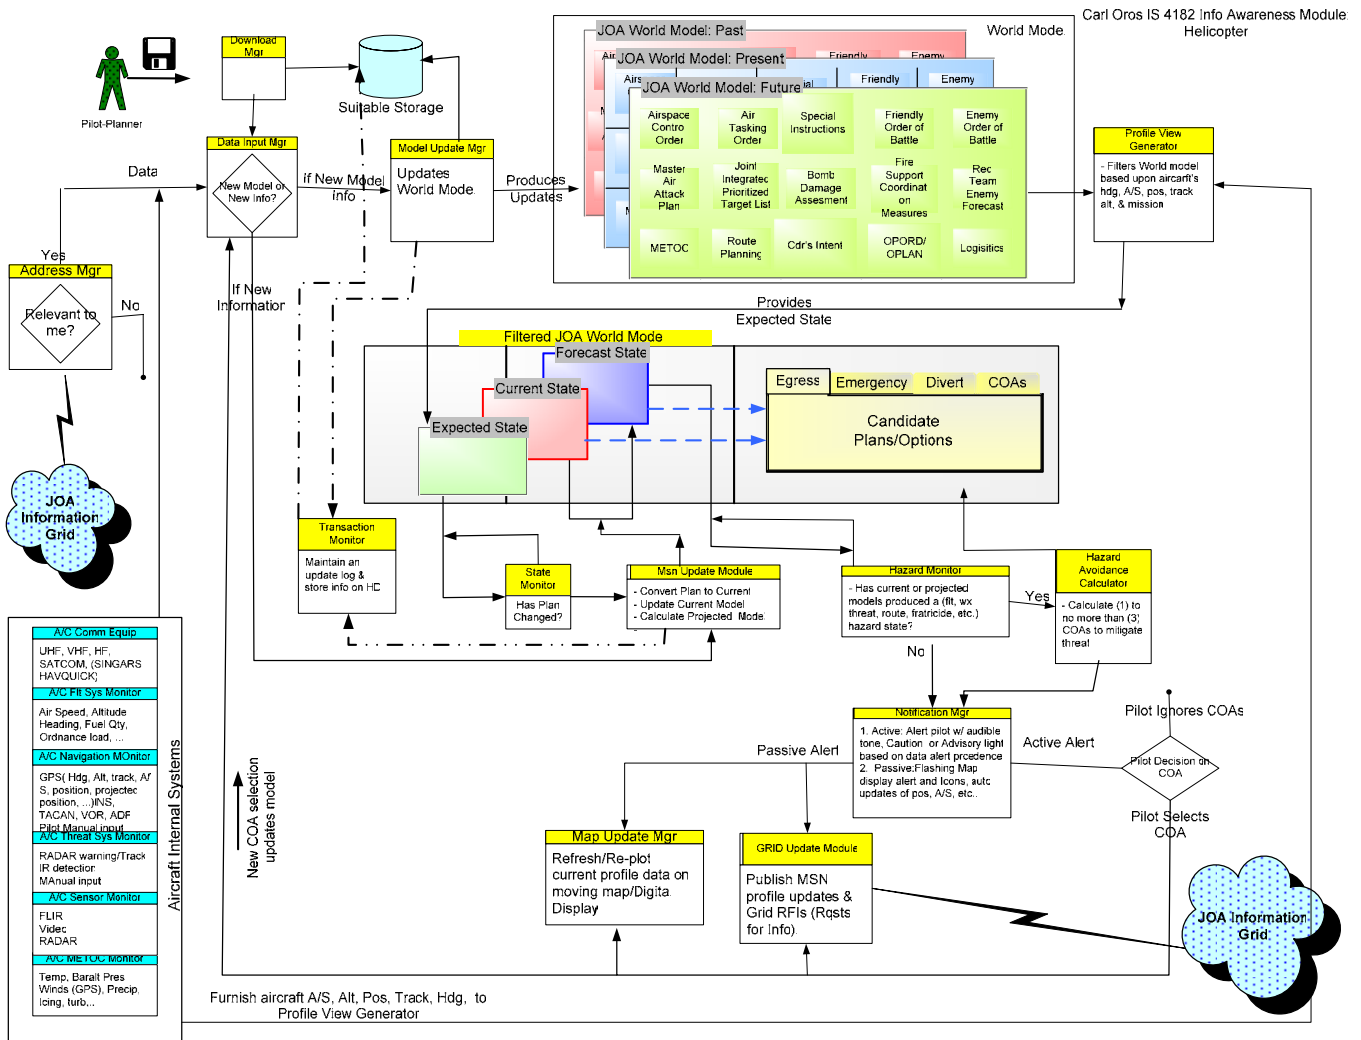 Carl Oros IS 4182 Info Awareness Module:
Helicopter
Pilot-Planner
Download
Mgr
Suitable Storage
Data Input Mgr
New Model or
New Info?
if New Model
info
Model Update Mgr
Updates
World Mode
Produces
Updates
World Mode
JOA World Model: Past
Friendly
Enemy
JOA World Model: Present
Friendly
Enemy
JOA World Model: Future
Airspace
Contro
Order
Air
Tasking
Order
Special
Instructions
Friendly
Order of
Battle
Enemy
Order of
Battle
Master
Air
Attack
Plan
Joint
Integrated
Prioritized
Target List
Bomb
Damage
Assesment
Fire
Support
Coordinat
on
Measures
Red
Team
Enemy
Forecast
METOC
Route
Planning
Cdr's Intent
OPORD/
OPLAN
Logisitics
Profile View
Generator
- Filters World model
based upon aircarft's
hdg, A/S, pos, track
alt, & mission
Data
Yes
Address Mgr
Relevant to
me?
No
JOA
Information
Grid
If New
Information
Provides
Expected State
Filtered JOA World Mode
Forecast State
Current State
Expected State
Egress
Emergency
Divert
COAs
Candidate
Plans/Options
Transaction
Monitor
Maintain an
update log &
store info on HD
State
Monitor
Has Plan
Changed?
Msn Update Module
- Convert Plan to Current
- Update Current Model
- Calculate Projected Model
Hazard Monitor
- Has current or projected
models produced a (flt, wx
threat, route, fratricide, etc.)
hazard state?
Yes
No
Hazard
Avoidance
Calculator
- Calculate (1) to
no more than (3)
COAs to mitigate
threat
Notification Mgr
1. Active: Alert pilot w/ audible
tone, Caution or Advisory light
based on data alert prcedence
2. Passive:Flashing Map
display alert and Icons, auto
updates of pos, A/S, etc..
Passive Alert
Active Alert
Pilot Ignores COAs
Pilot Decision on
COA
Pilot Selects
COA
Map Update Mgr
Refresh/Re-plot
current profile data on
moving map/Digita
Display
GRID Update Module
Publish MSN
profile updates &
Grid RFIs (Rqsts
for Info)
JOA Information
Grid
New COA selection
updates model
Aircraft Internal Systems
A/C Comm Equip
UHF, VHF, HF,
SATCOM, (SINGARS
HAVQUICK)
A/C Flt Sys Monitor
Air Speed, Altitude
Heading, Fuel Qty,
Ordnance load, ...
A/C Navigation MOnitor
GPS( Hdg, Alt, track, A/
S, position, projected
position, ...)INS,
TACAN, VOR, ADF
Pilot Manual input
A/C Threat Sys Monitor
RADAR warning/Track
IR detection
MAnual input
A/C Sensor Monitor
FLIR
Video
RADAR
A/C METOC Monitor
Temp, Baralt Pres
Winds (GPS), Precip,
Icing, turb,..
Furnish aircraft A/S, Alt, Pos, Track, Hdg, to
Profile View Generator